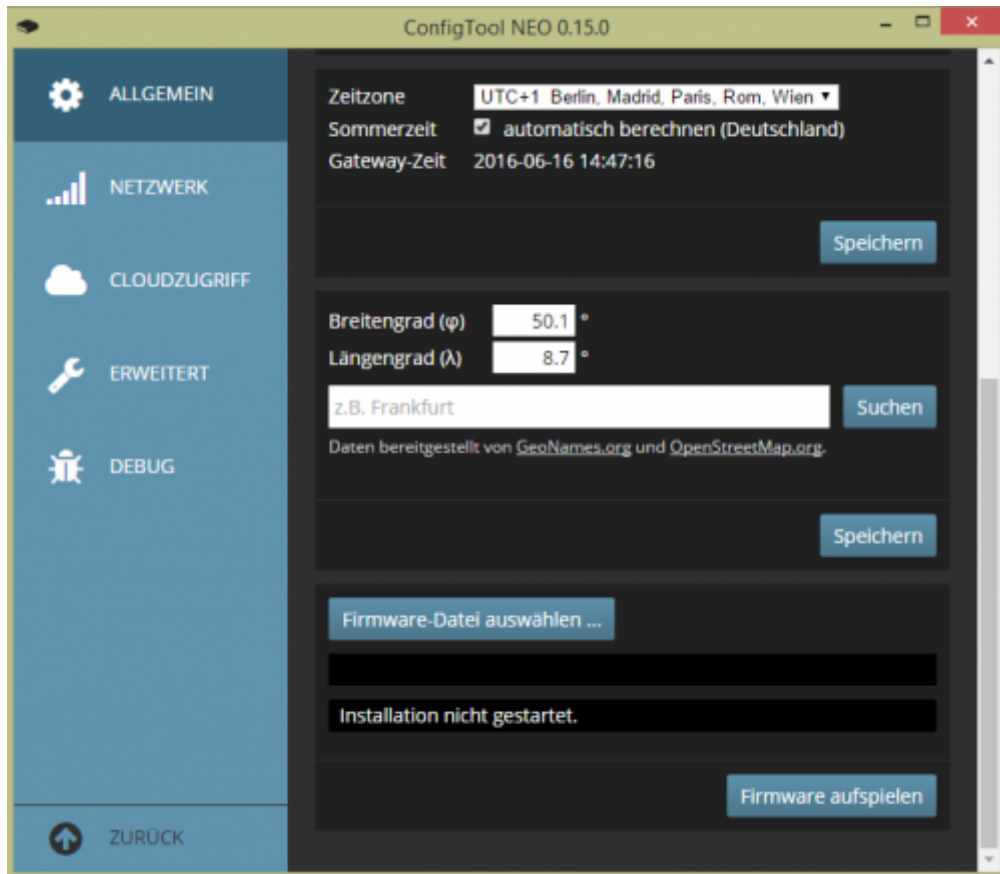 ConfigTool NEO 0.15.0
ALLGEMEIN
NETZWERK
CLOUDZUGRIFF
ERWEITERT
DEBUG
ZURÜCK
Zeitzone UTC+1 Berlin, Madrid, Paris, Rom, Wien
Sommerzeit automatisch berechnen (Deutschland)
Gateway-Zeit 2016-06-16 14:47:16
Speichern
Breitengrad (φ) 50.1 °
Längengrad (λ) 8.7 °
z.B. Frankfurt Suchen
Daten bereitgestellt von GeoNames.org und OpenStreetMap.org.
Speichern
Firmware-Datei auswählen ...
Installation nicht gestartet.
Firmware aufspielen